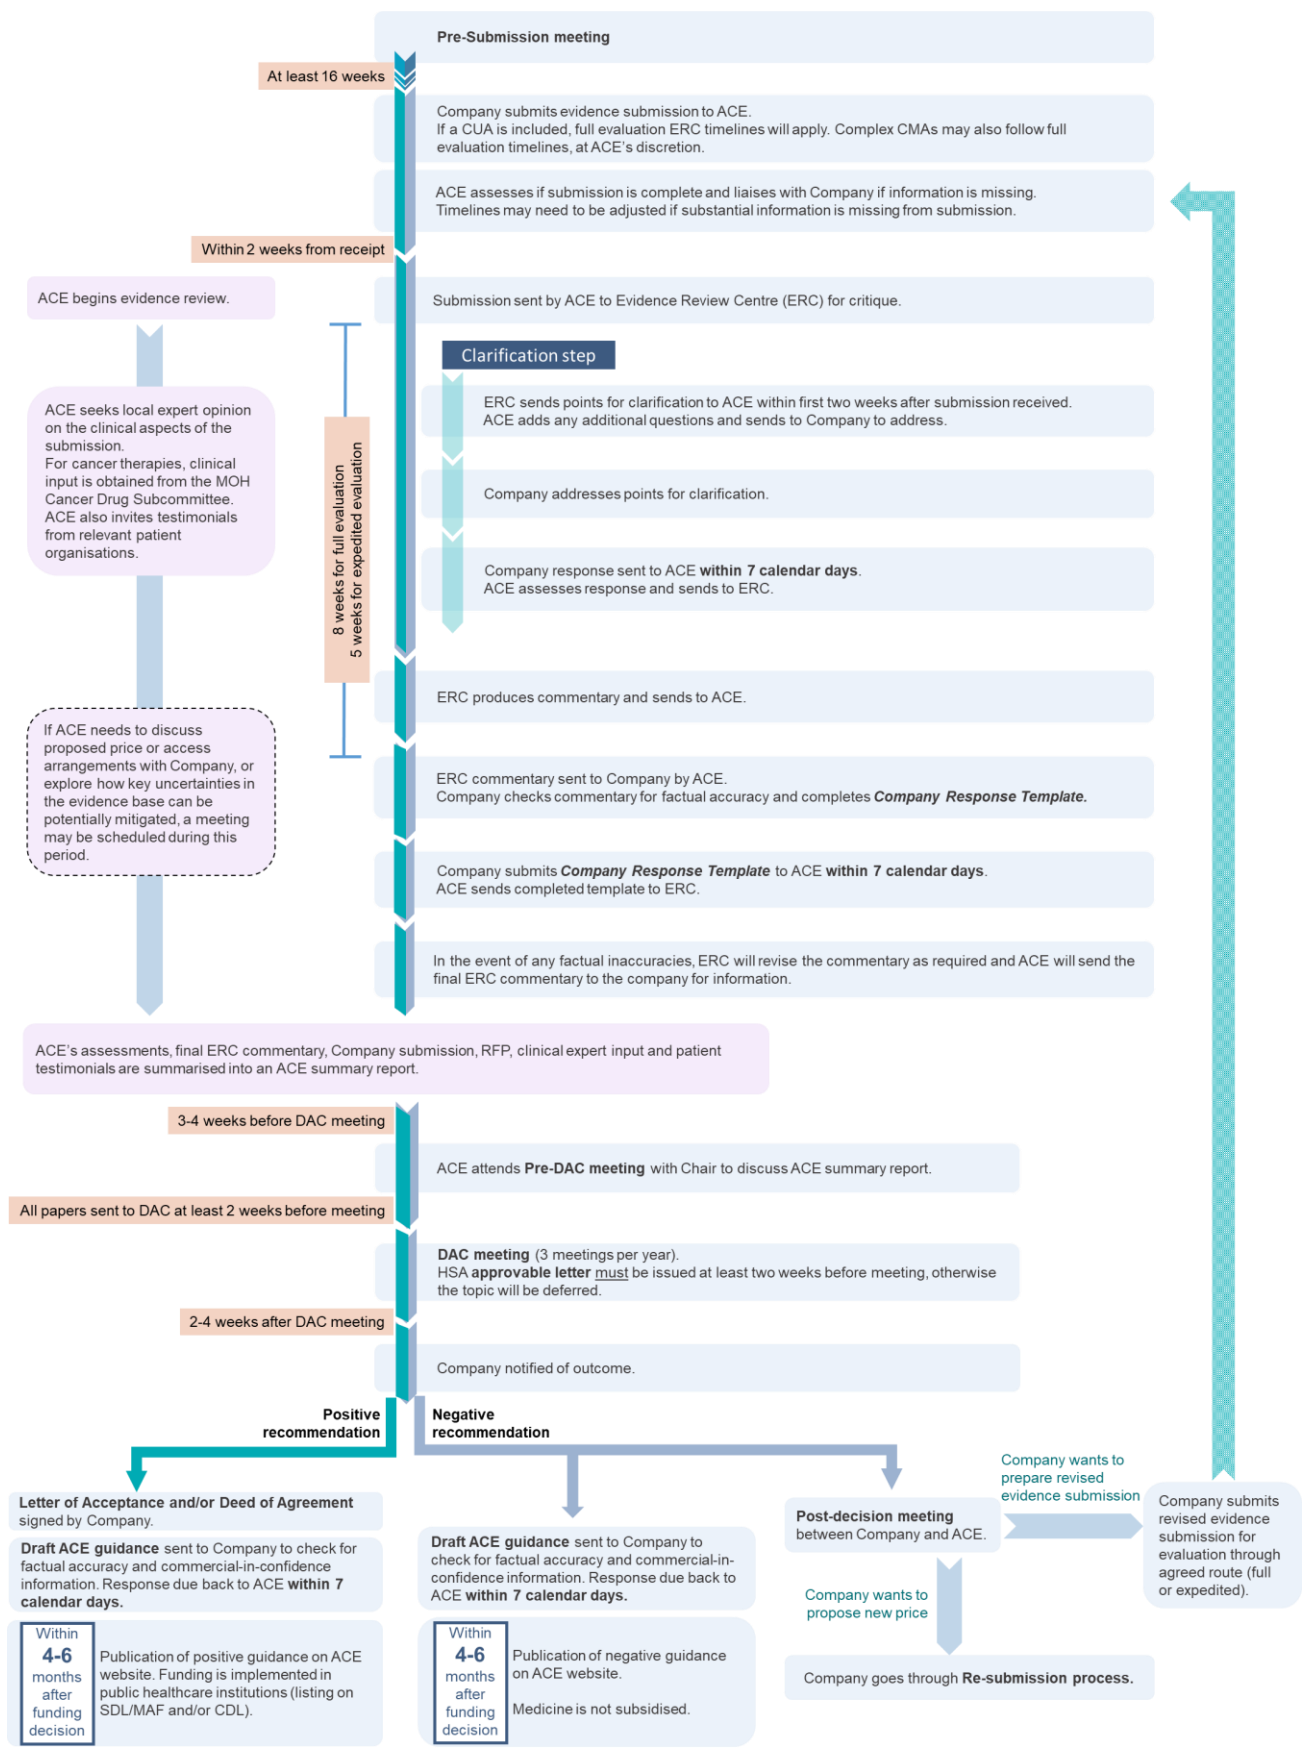 Pre-Submission meeting
At least 16 weeks
Company submits evidence submission to ACE.
If a CUA is included, full evaluation ERC timelines will apply. Complex CMAs may also follow full
evaluation timelines, at ACE's discretion.
ACE assesses if submission is complete and liaises with Company if information is missing.
Timelines may need to be adjusted if substantial information is missing from submission.
Within 2 weeks from receipt
ACE begins evidence review.
Submission sent by ACE to Evidence Review Centre (ERC) for critique.
Clarification step
ERC sends points for clarification to ACE within first two weeks after submission received.
ACE adds any additional questions and sends to Company to address.
Company addresses points for clarification.
Company response sent to ACE within 7 calendar days.
ACE assesses response and sends to ERC.
8 weeks for full evaluation
5 weeks for expedited evaluation
ACE seeks local expert opinion
on the clinical aspects of the
submission.
For cancer therapies, clinical
input is obtained from the MOH
Cancer Drug Subcommittee.
ACE also invites testimonials
from relevant patient
organisations.
If ACE needs to discuss
proposed price or access
arrangements with Company, or
explore how key uncertainties in
the evidence base can be
potentially mitigated, a meeting
may be scheduled during this
period.
ERC produces commentary and sends to ACE.
ERC commentary sent to Company by ACE.
Company checks commentary for factual accuracy and completes Company Response Template.
Company submits Company Response Template to ACE within 7 calendar days.
ACE sends completed template to ERC.
In the event of any factual inaccuracies, ERC will revise the commentary as required and ACE will send the
final ERC commentary to the company for information.
ACE's assessments, final ERC commentary, Company submission, RFP, clinical expert input and patient
testimonials are summarised into an ACE summary report.
3-4 weeks before DAC meeting
ACE attends Pre-DAC meeting with Chair to discuss ACE summary report.
All papers sent to DAC at least 2 weeks before meeting
DAC meeting (3 meetings per year).
HSA approvable letter must be issued at least two weeks before meeting, otherwise
the topic will be deferred.
2-4 weeks after DAC meeting
Company notified of outcome.
Positive
recommendation
Negative
recommendation
Letter of Acceptance and/or Deed of Agreement
signed by Company.
Draft ACE guidance sent to Company to check for
factual accuracy and commercial-in-confidence
information. Response due back to ACE within 7
calendar days.
Within
4-6
months
after
funding
decision
Publication of positive guidance on ACE
website. Funding is implemented in
public healthcare institutions (listing on
SDL/MAF and/or CDL).
Draft ACE guidance sent to Company to
check for factual accuracy and commercial-in-
confidence information. Response due back to
ACE within 7 calendar days.
Within
4-6
months
after
funding
decision
Publication of negative guidance
on ACE website.
Medicine is not subsidised.
Post-decision meeting
between Company and ACE.
Company wants to
prepare revised
evidence submission
Company submits
revised evidence
submission for
evaluation through
agreed route (full
or expedited).
Company wants to
propose new price
Company goes through Re-submission process.